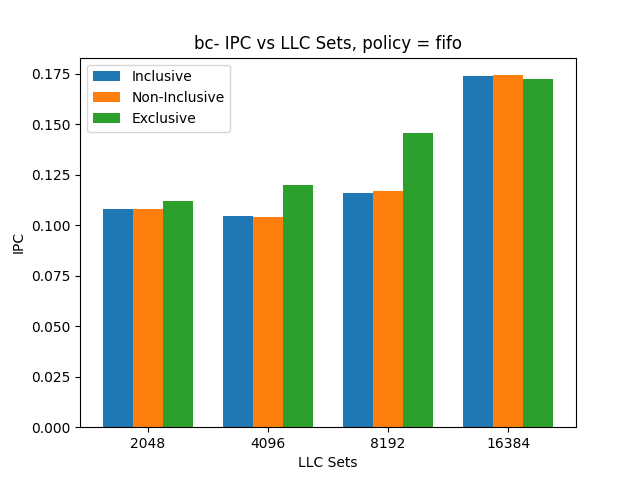 bc- IPC vs LLC Sets, policy = fifo
Inclusive
Non-Inclusive
Exclusive
0.175
0.150
0.125
0.100
0.075
0.050
0.025
0.000
IPC
2048 4096 8192 16384
LLC Sets